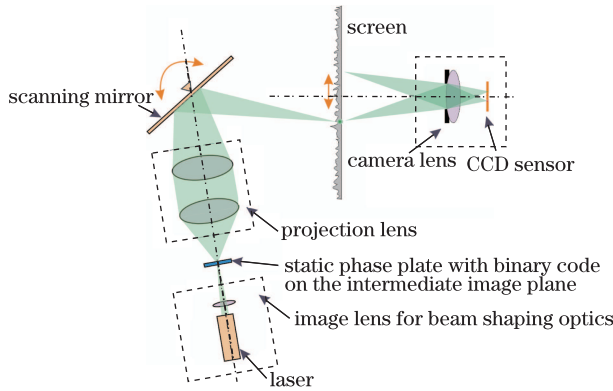 screen
scanning mirror
camera lens
CCD sensor
projection lens
static phase plate with binary code
on the intermediate image plane
image lens for beam shaping optics
laser